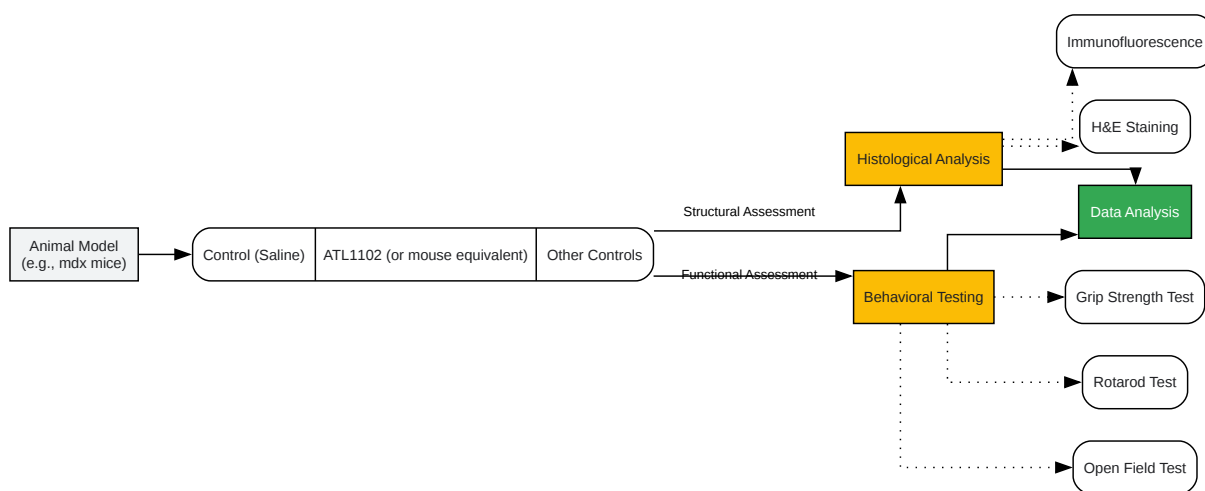 Immunofluorescence
H&E Staining
Histological Analysis
Structural Assessment
Data Analysis
Animal Model
(e.g., mdx mice)
Control (Saline)
ATL1102 (or mouse equivalent)
Other Controls
Functional Assessment
Behavioral Testing
Grip Strength Test
Rotarod Test
Open Field Test